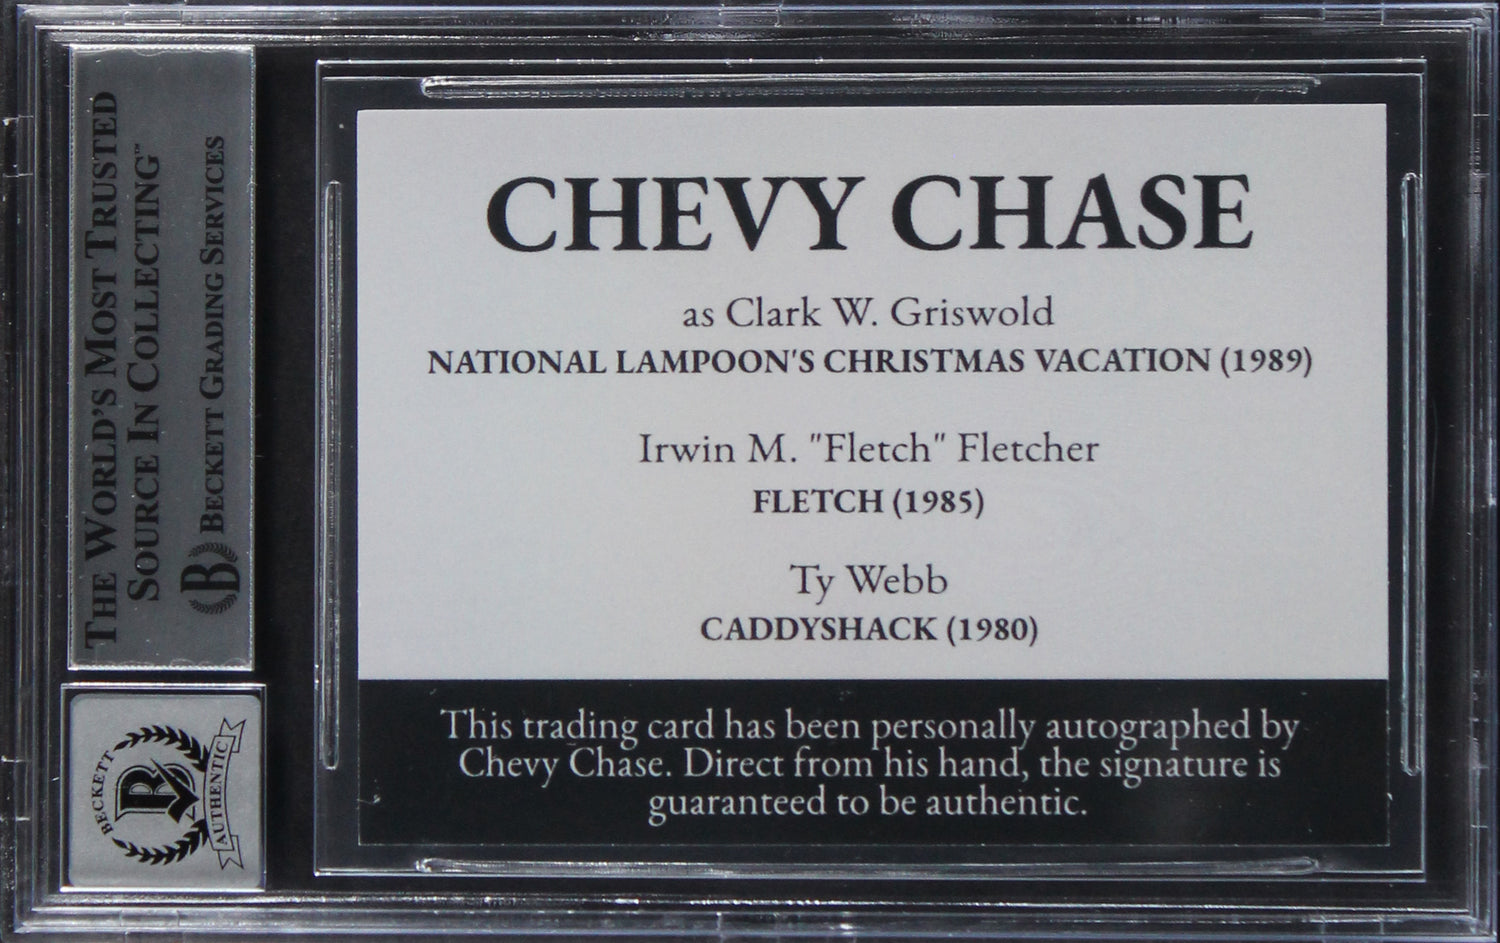 THE WORLD'S MOST TRUSTED
SOURCE IN COLLECTING™
B BECKETT GRADING SERVICES
BECKETT
B
AUTHENTIC
CHEVY CHASE
as Clark W. Griswold
NATIONAL LAMPOON'S CHRISTMAS VACATION (1989)
Irwin M. "Fletch" Fletcher
FLETCH (1985)
Ty Webb
CADDYSHACK (1980)
This trading card has been personally autographed by
Chevy Chase. Direct from his hand, the signature is
guaranteed to be authentic.